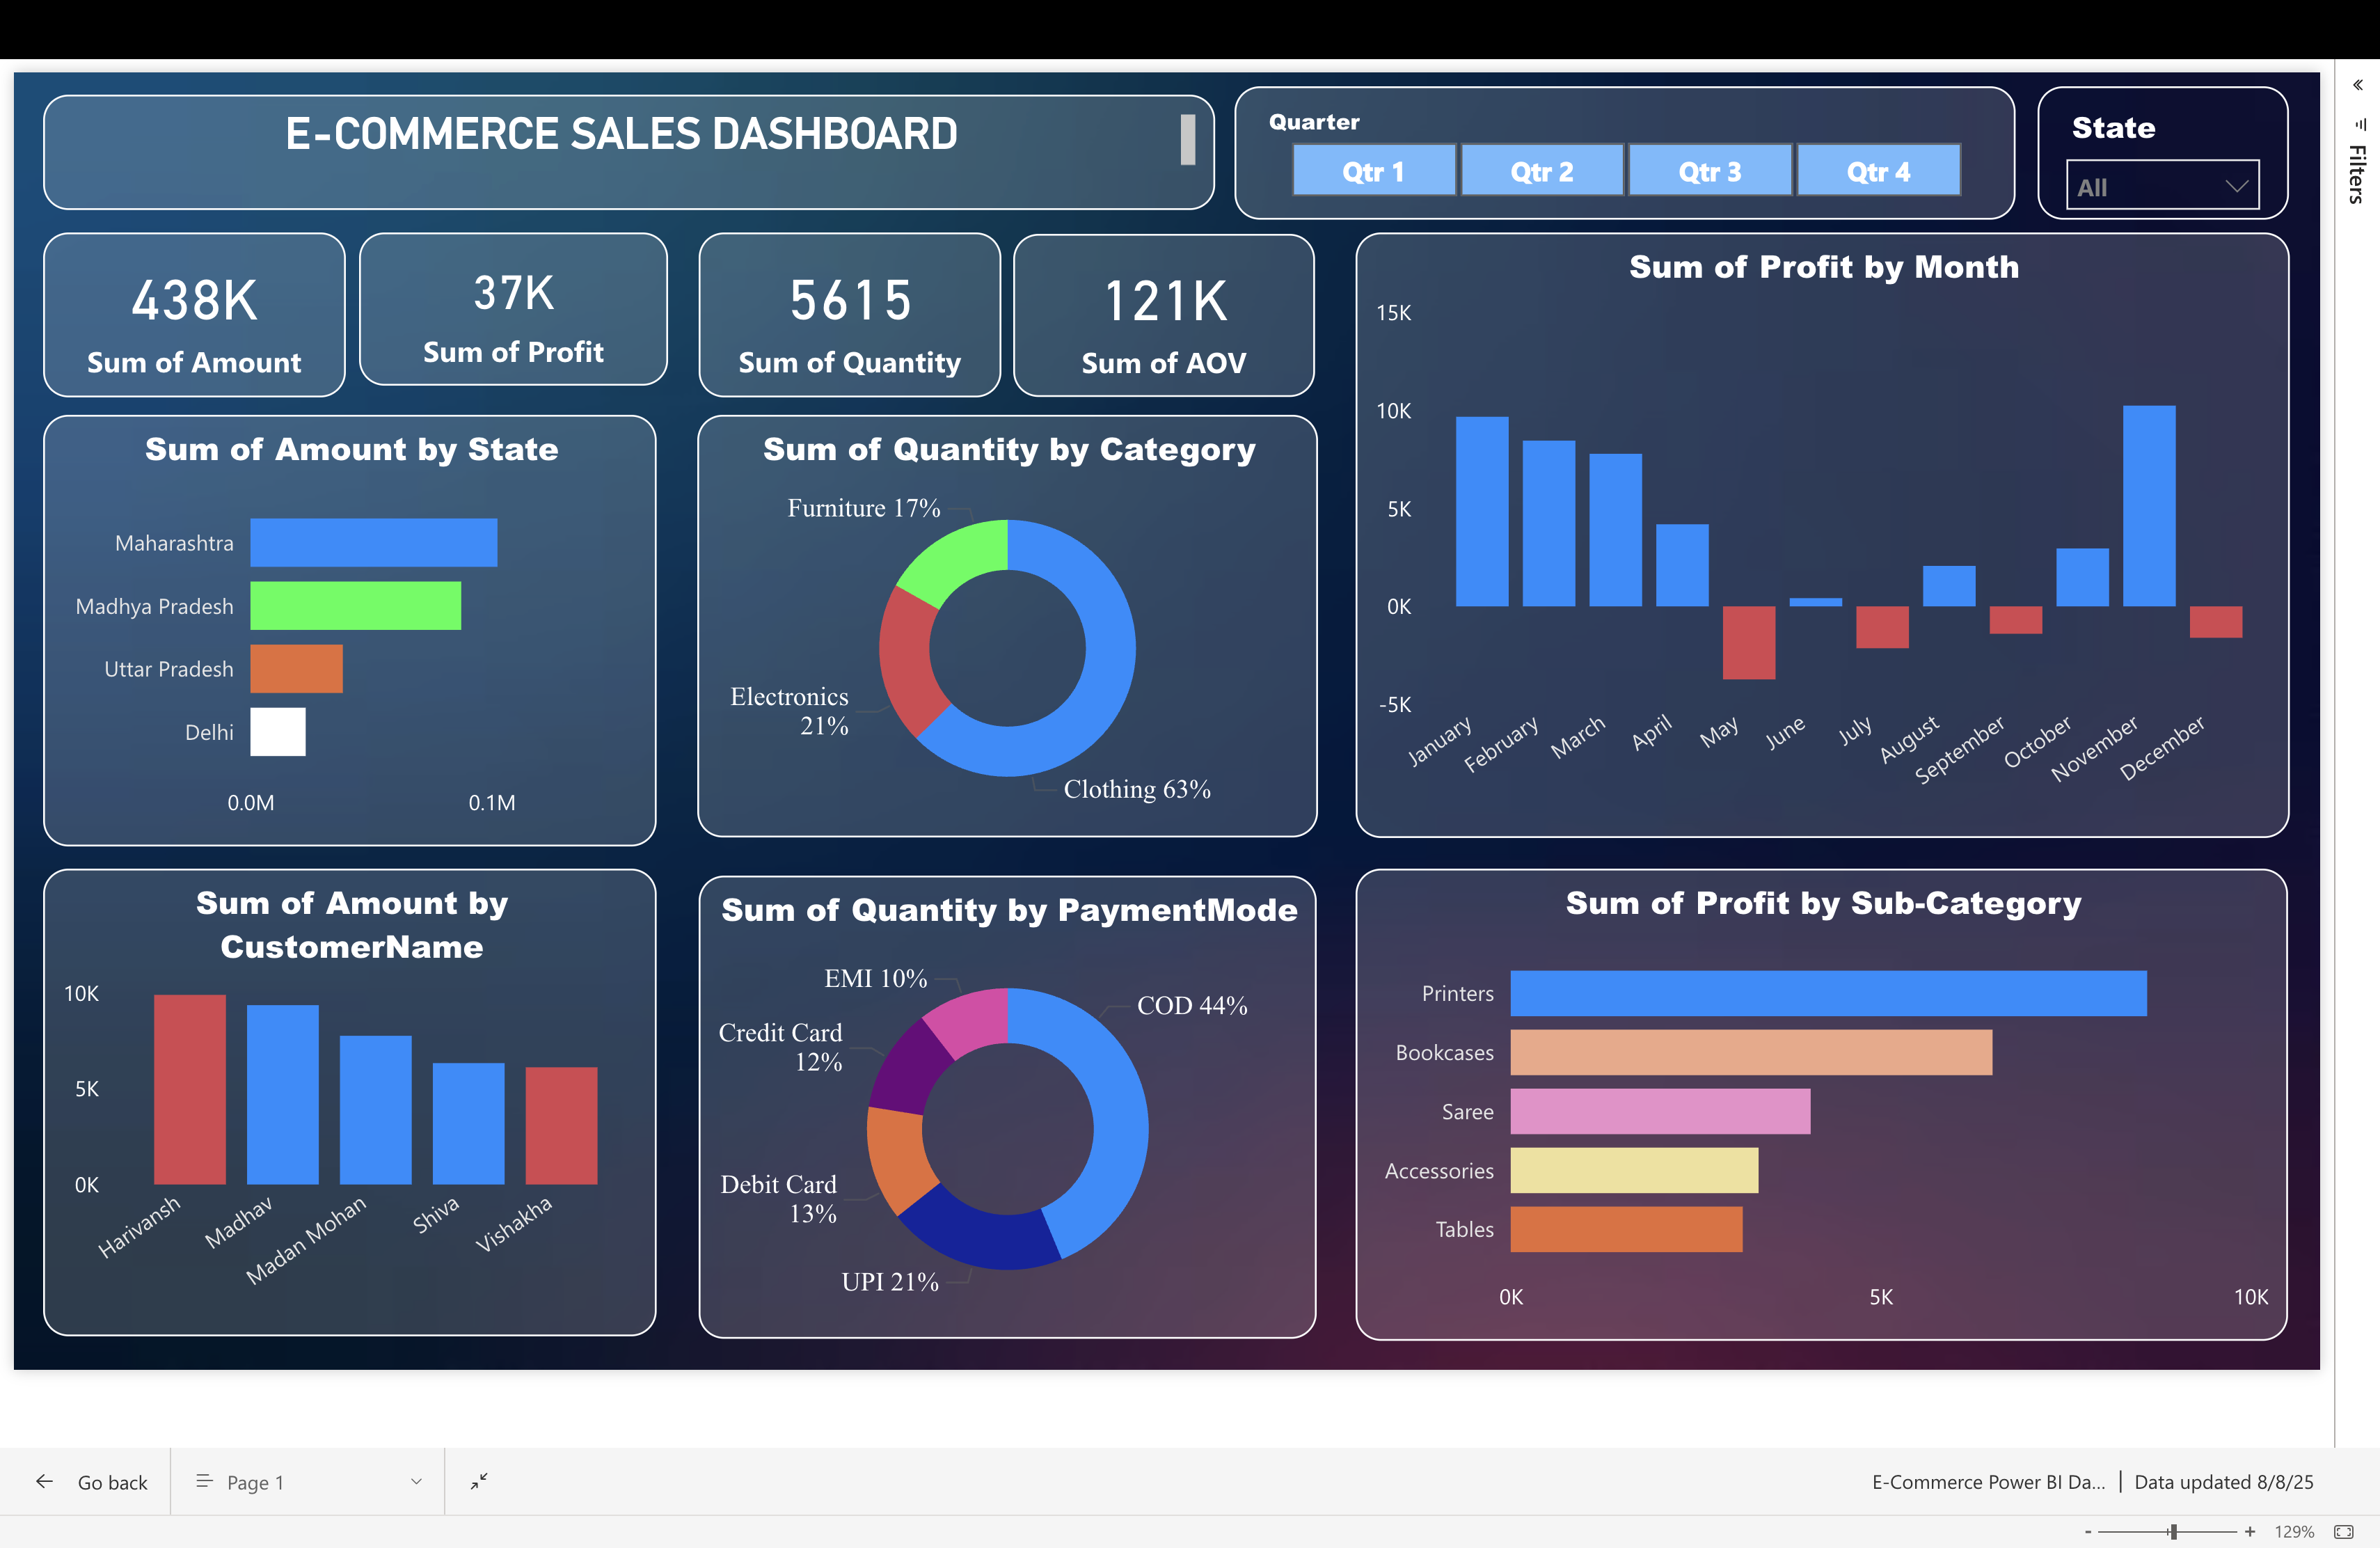 E-COMMERCE SALES DASHBOARD
Quarter
Qtr 1 Qtr 2 Qtr 3 Qtr 4
State
All
«
Filters
438K
Sum of Amount
37K
Sum of Profit
5615
Sum of Quantity
121K
Sum of AOV
Sum of Profit by Month
15K
10K
5K
0K
-5K
January February March April May June July August September October November December
Sum of Amount by State
Maharashtra
Madhya Pradesh
Uttar Pradesh
Delhi
0.0M 0.1M
Sum of Quantity by Category
Furniture 17%
Electronics
21%
Clothing 63%
Sum of Amount by
CustomerName
10K
5K
0K
Harivansh Madhav Madan Mohan Shiva Vishakha
Sum of Quantity by PaymentMode
EMI 10%
COD 44%
Credit Card
12%
Debit Card
13%
UPI 21%
Sum of Profit by Sub-Category
Printers
Bookcases
Saree
Accessories
Tables
0K 5K 10K
Go back
Page 1
E-Commerce Power BI Da... | Data updated 8/8/25
- + 129%